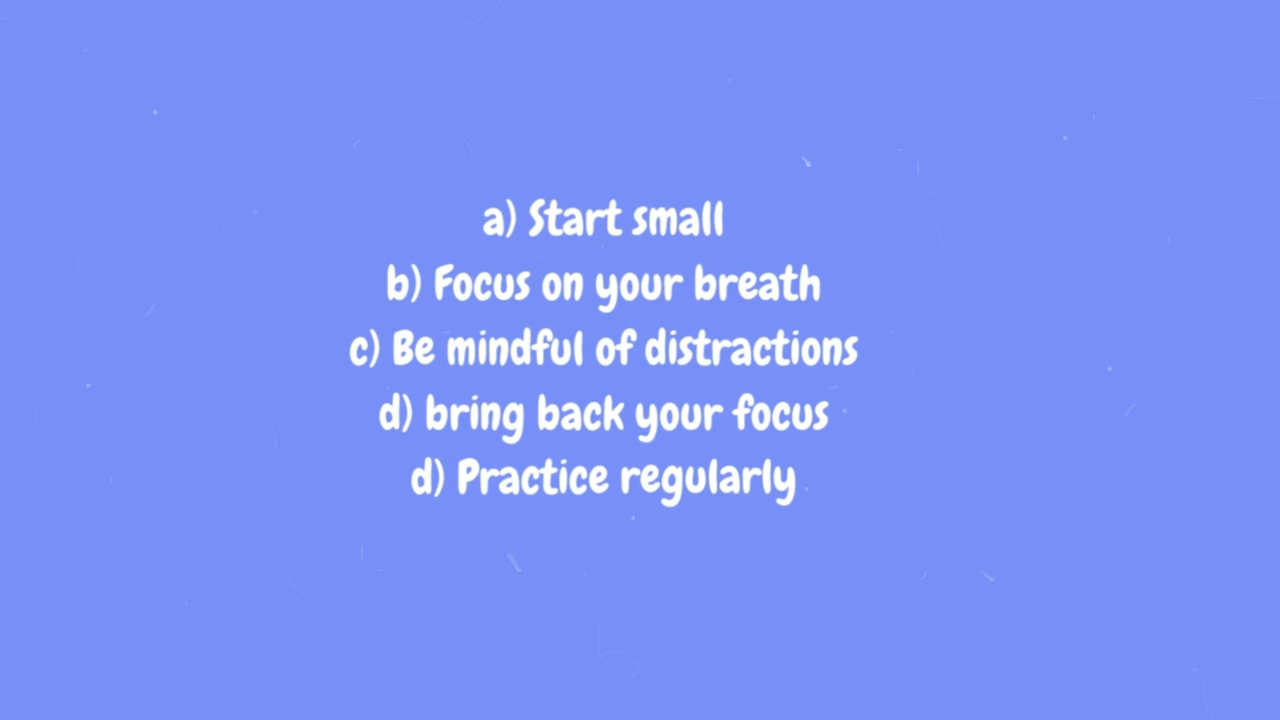 a) Start small
b) Focus on your breath
c) Be mindful of distractions
d) bring back your focus
d) Practice regularly